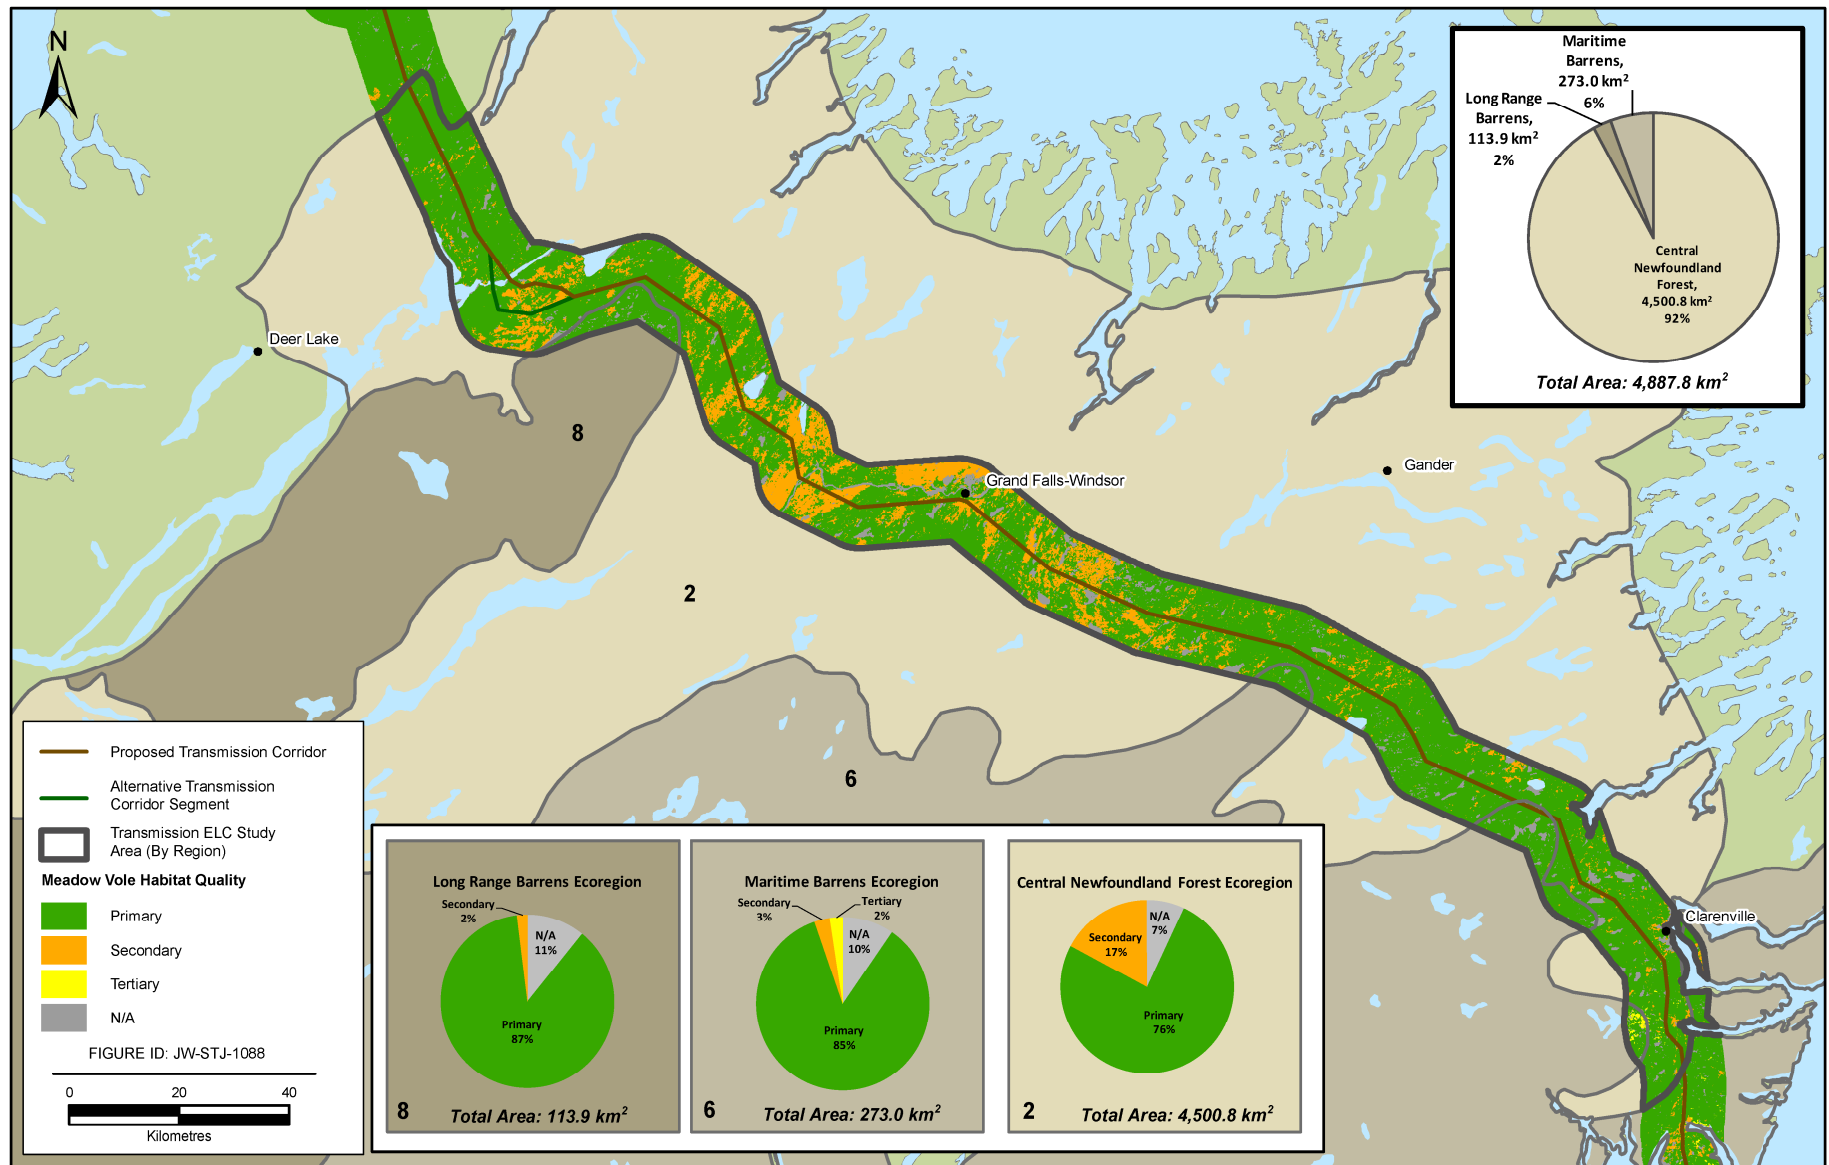 N
Maritime
Barrens,
273.0 km²
6%
Long Range
Barrens,
113.9 km²
2%
Central
Newfoundland
Forest,
4,500.8 km²
92%
Total Area: 4,887.8 km²
Deer Lake
8
Grand Falls-Windsor
Gander
2
6
Clarenville
Proposed Transmission Corridor
Alternative Transmission
Corridor Segment
Transmission ELC Study
Area (By Region)
Meadow Vole Habitat Quality
Primary
Secondary
Tertiary
N/A
FIGURE ID: JW-STJ-1088
0 20 40
Kilometres
Long Range Barrens Ecoregion
Secondary
2%
N/A
11%
Primary
87%
8
Total Area: 113.9 km²
Maritime Barrens Ecoregion
Secondary
3%
Tertiary
2%
N/A
10%
Primary
85%
6
Total Area: 273.0 km²
Central Newfoundland Forest Ecoregion
N/A
7%
Secondary
17%
Primary
76%
2
Total Area: 4,500.8 km²